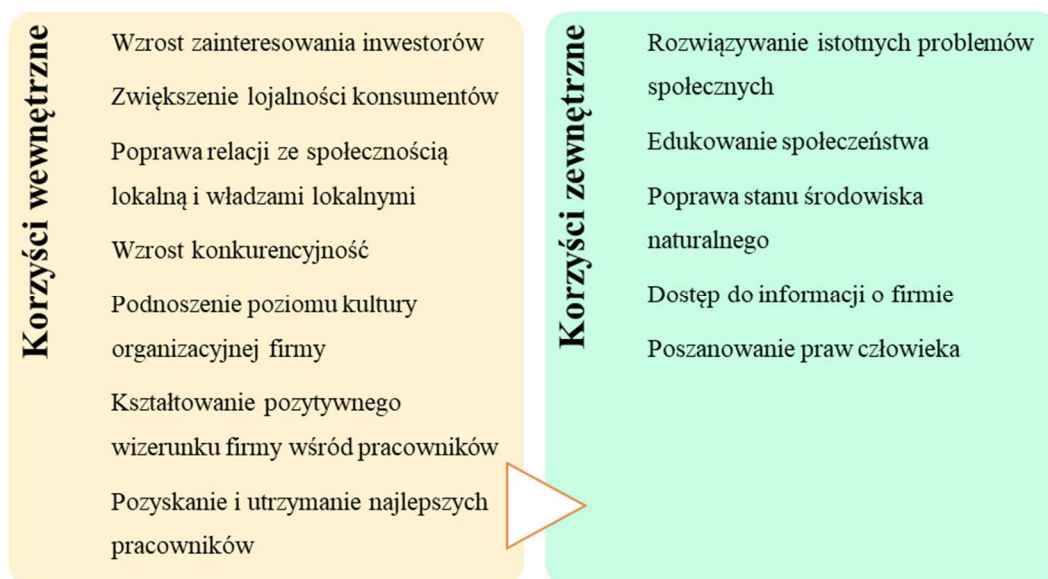 Korzyści wewnętrzne
Wzrost zainteresowania inwestorów
Zwiększenie lojalności konsumentów
Poprawa relacji ze społecznością
lokalną i władzami lokalnymi
Wzrost konkurencyjność
Podnoszenie poziomu kultury
organizacyjnej firmy
Kształtowanie pozytywnego
wizerunku firmy wśród pracowników
Pozyskanie i utrzymanie najlepszych
pracowników
Korzyści zewnętrzne
Rozwiązywanie istotnych problemów
społecznych
Edukowanie społeczeństwa
Poprawa stanu środowiska
naturalnego
Dostęp do informacji o firmie
Poszanowanie praw człowieka